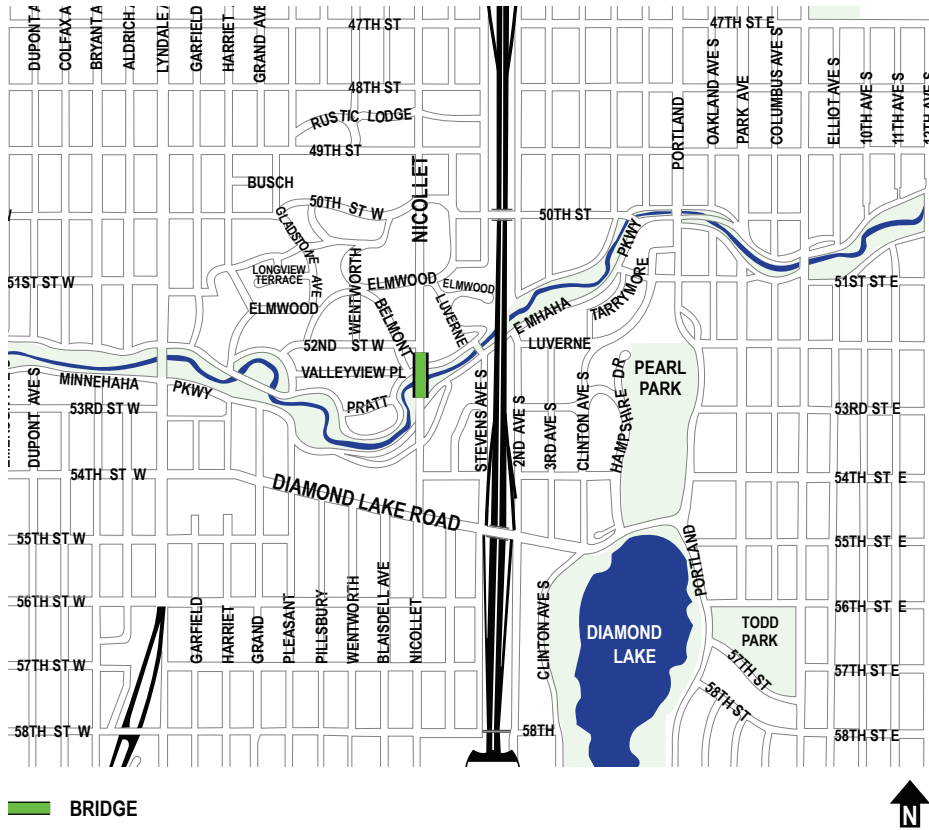 DUPONT A
COLFAX A
BRYANT A
ALDRICH A
LYNDALE A
GARFIELD
HARRIET
GRAND AVE
47TH ST
47TH ST E
48TH ST
RUSTIC LODGE
49TH ST
NICOLLET
PORTLAND
OAKLAND AVE S
PARK AVE
COLUMBUS AVE S
ELLIOT AVE S
10TH AVE S
11TH AVE S
12TH AVE S
BUSCH
50TH ST W
50TH ST
GLADSTONE AVE
LONGVIEW
TERRACE
WENTWORTH
ELMWOOD
ELMWOOD
ELMWOOD
BELMONT
LUVERNE
E MHAHA PKWY
TARRYMORE
51ST ST W
51ST ST E
52ND ST W
VALLEYVIEW PL
LUVERNE
PEARL
PARK
MINNEHAHA PKWY
DUPONT AVE S
PRATT
53RD ST W
53RD ST E
STEVENS AVE S
2ND AVE S
3RD AVE S
CLINTON AVE S
HAMPSHIRE DR
54TH ST W
54TH ST E
DIAMOND LAKE ROAD
55TH ST W
55TH ST E
PORTLAND
56TH ST W
56TH ST E
GARFIELD
HARRIET
GRAND
PLEASANT
PILLSBURY
WENTWORTH
BLAISDELL AVE
NICOLLET
CLINTON AVE S
DIAMOND
LAKE
TODD
PARK
57TH ST W
57TH ST
57TH ST E
58TH ST
58TH ST W
58TH
58TH ST E
BRIDGE
N